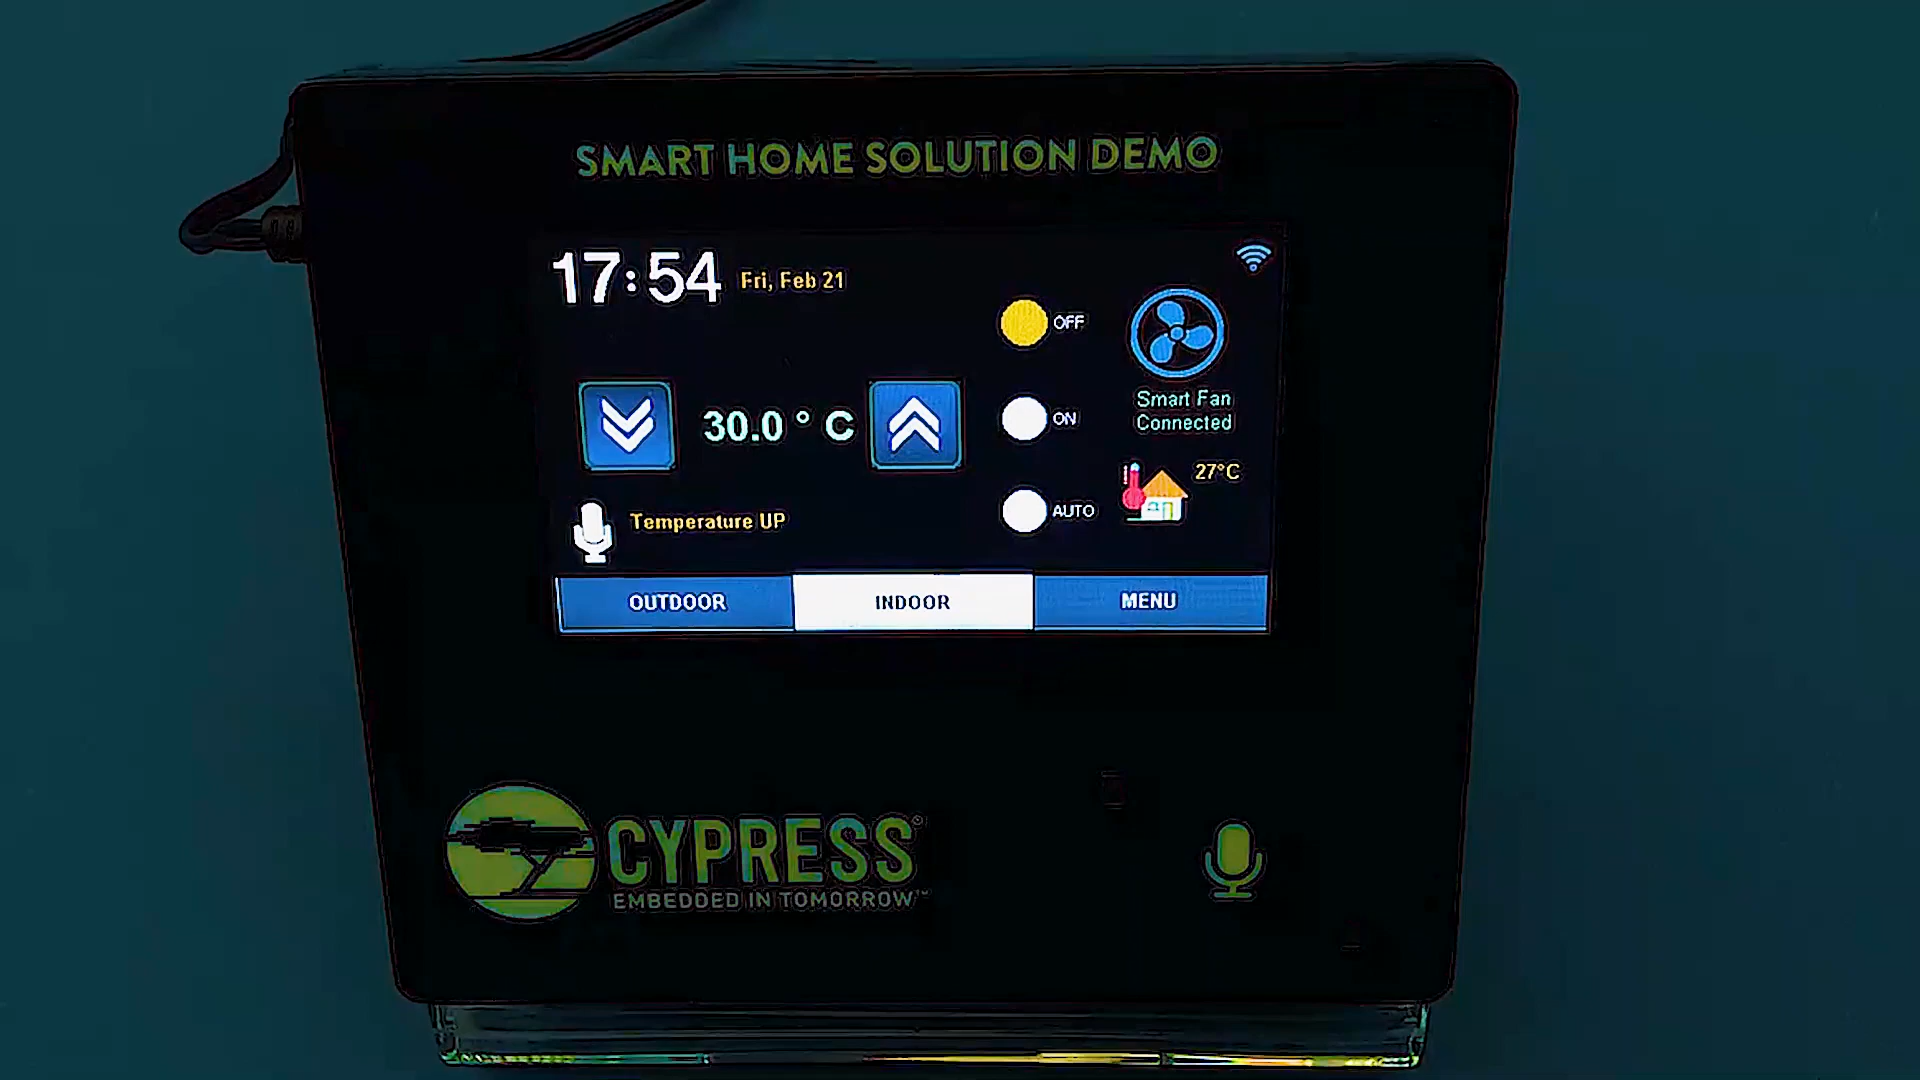 SMART HOME SOLUTION DEMO
17:54 Fri, Feb 21
OFF
30.0 ° C
ON
Smart Fan
Connected
27°C
Temperature UP
AUTO
OUTDOOR INDOOR MENU
CYPRESS®
EMBEDDED IN TOMORROW™